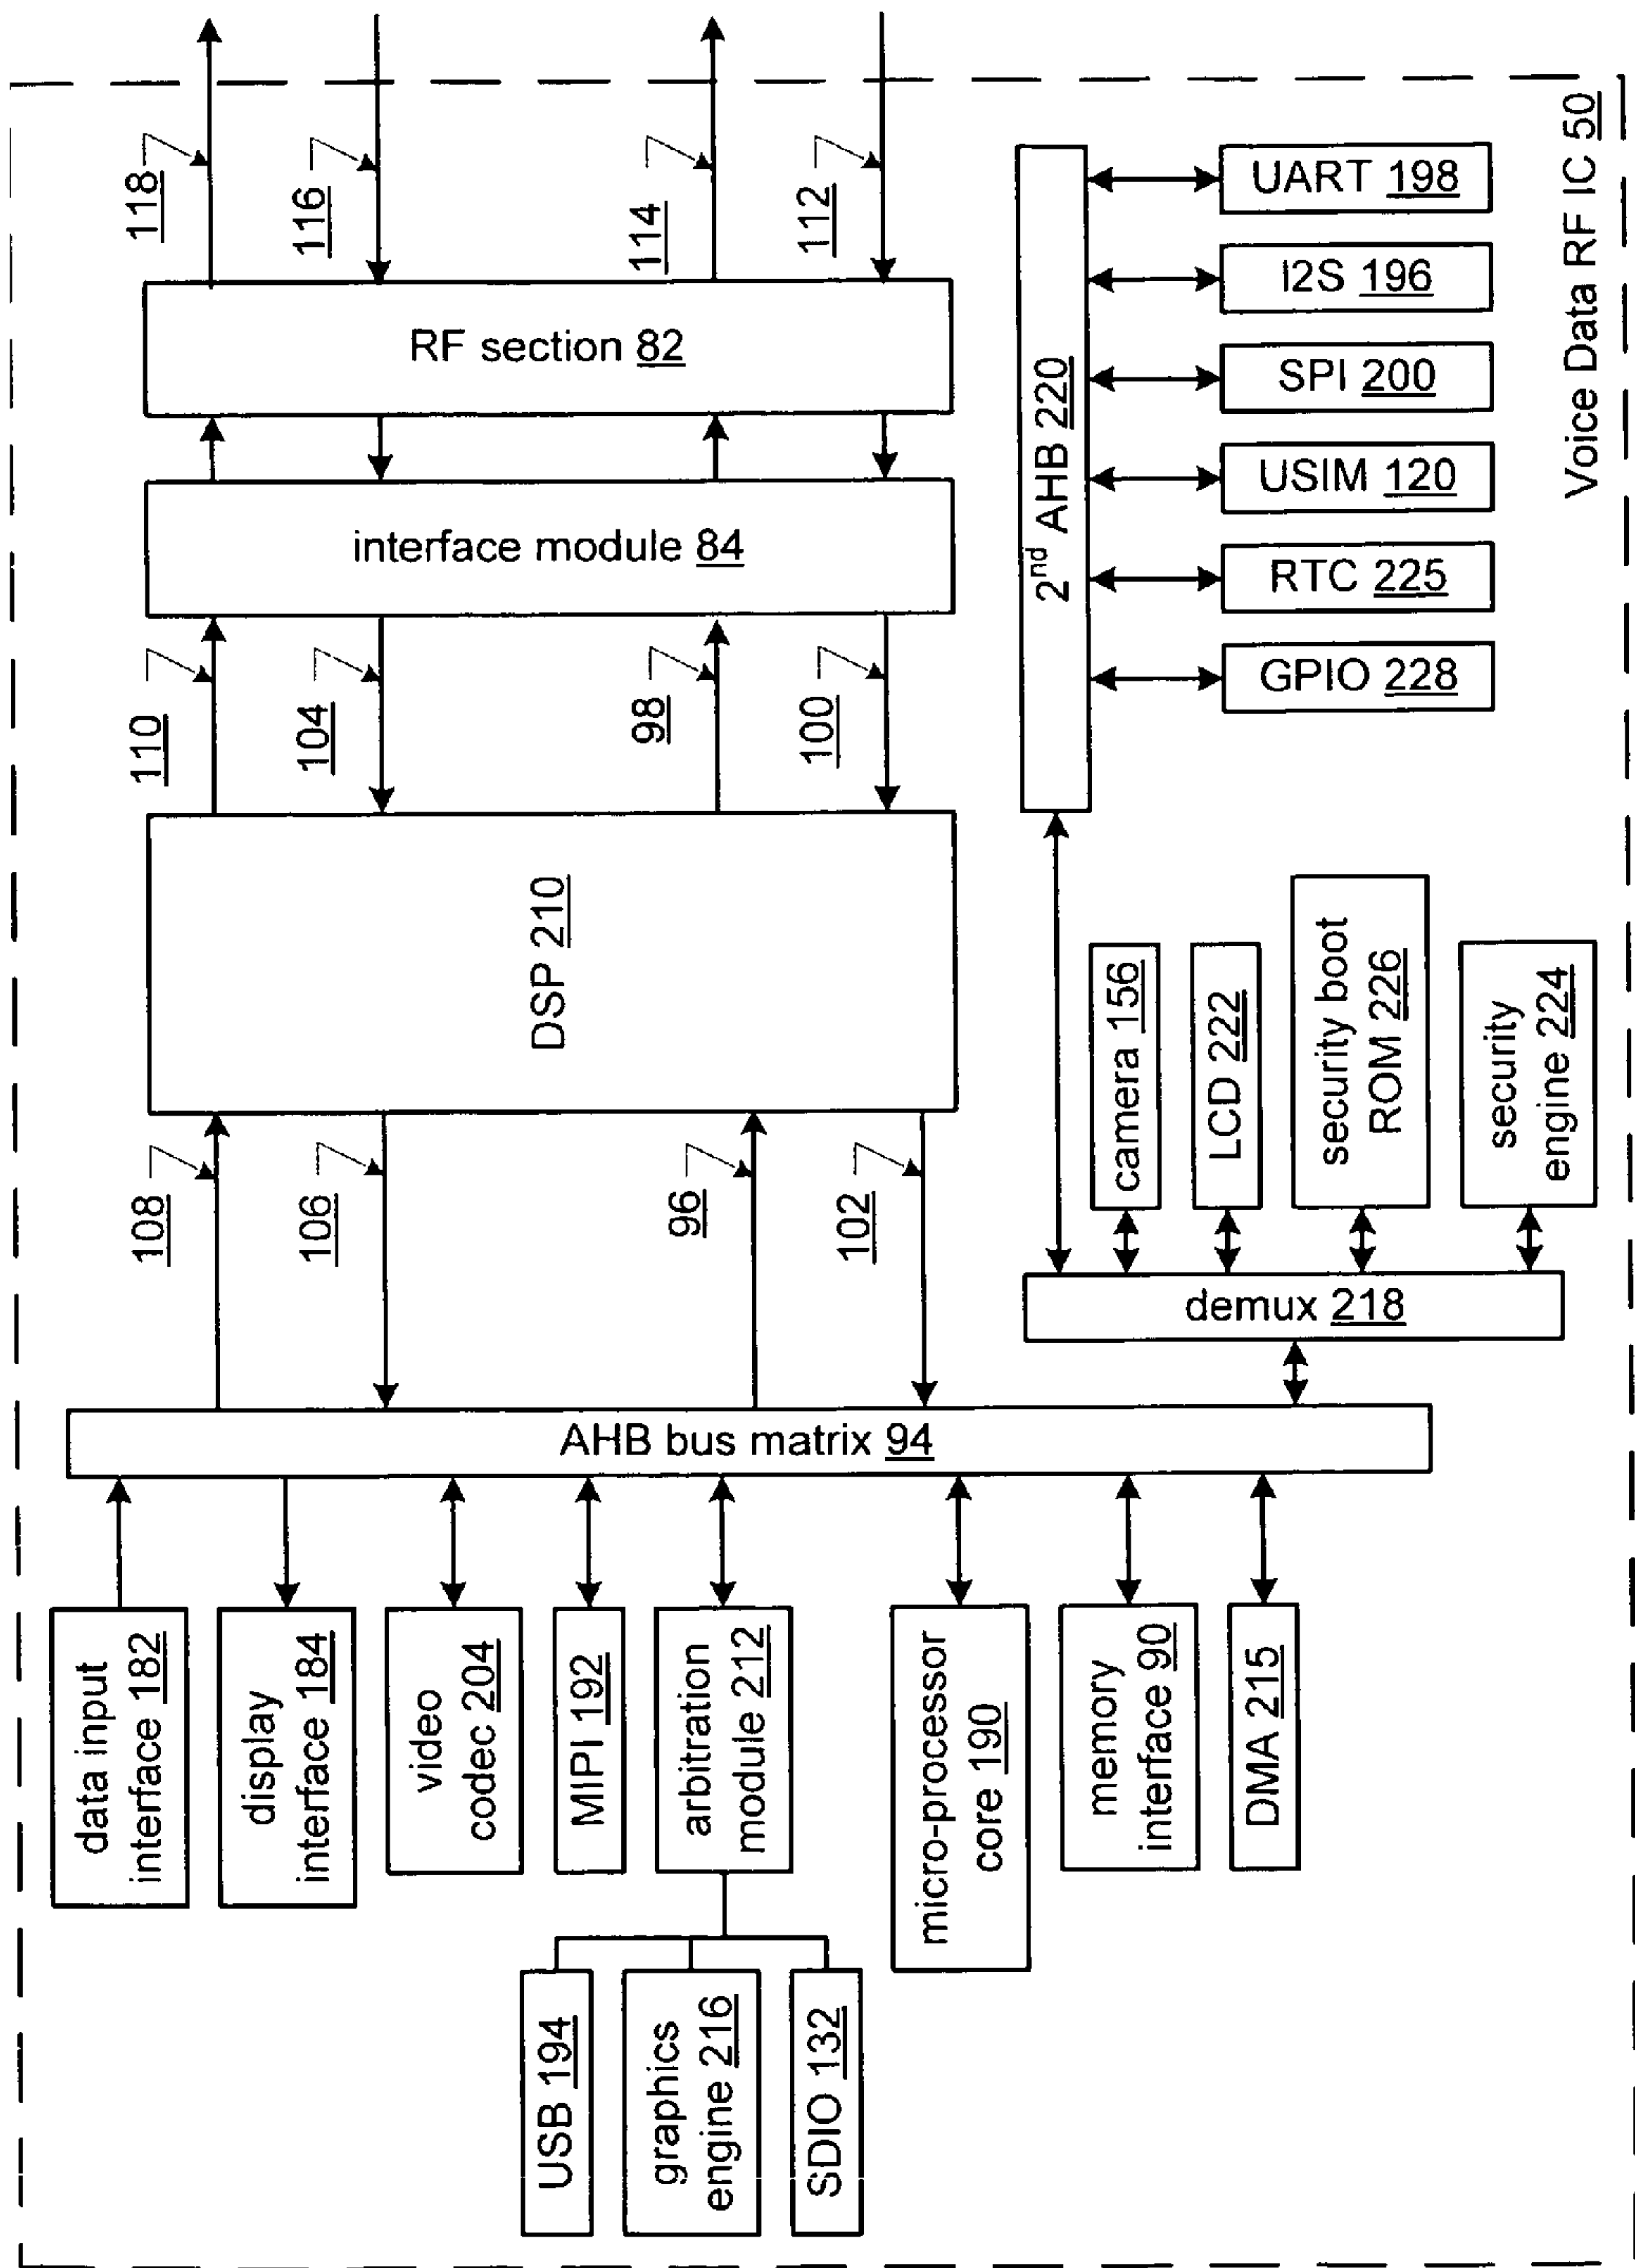 118
116
114
112
RF section 82
interface module 84
110
104
98
100
DSP 210
108
106
96
102
AHB bus matrix 94
data input
interface 182
display
interface 184
video
codec 204
MIPI 192
arbitration
module 212
micro-processor
core 190
memory
interface 90
DMA 215
USB 194
graphics
engine 216
SDIO 132
demux 218
camera 156
LCD 222
security boot
ROM 226
security
engine 224
2nd AHB 220
UART 198
I2S 196
SPI 200
USIM 120
RTC 225
GPIO 228
Voice Data RF IC 50